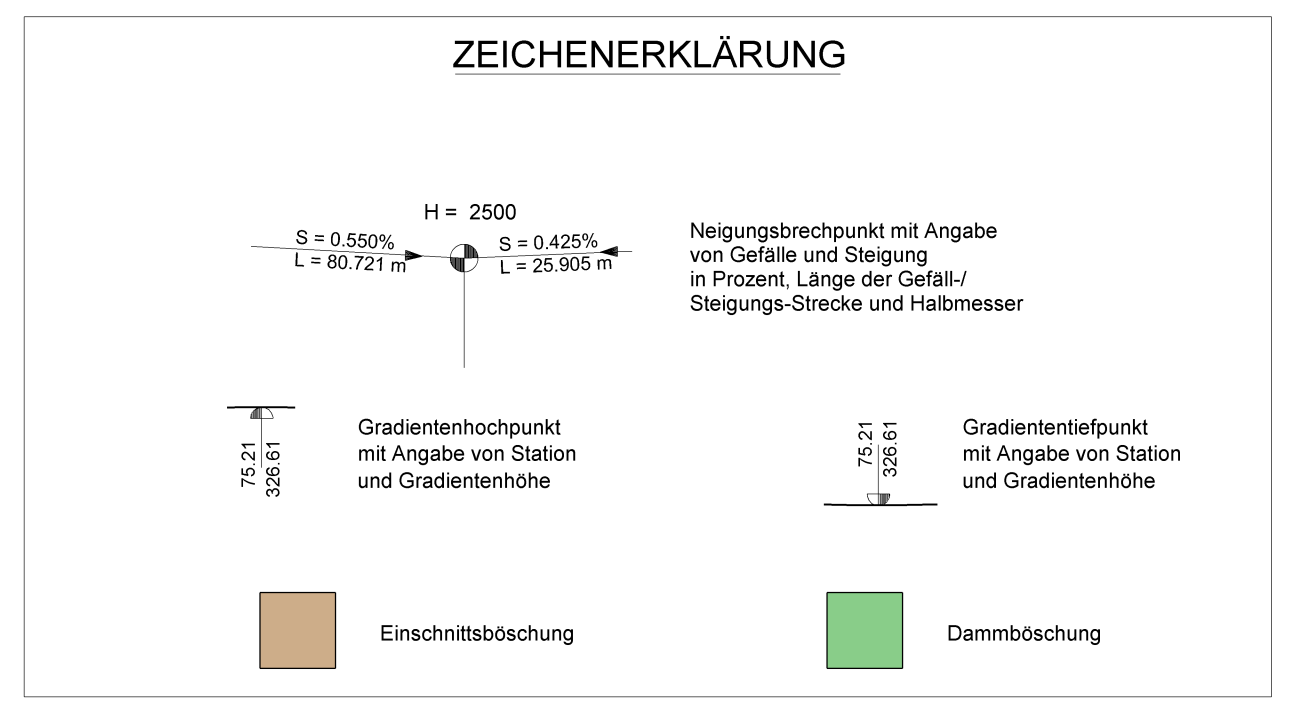 ZEICHENERKLÄRUNG
H = 2500
S = 0.550%
L = 80.721 m
S = 0.425%
L = 25.905 m
Neigungsbrechpunkt mit Angabe
von Gefälle und Steigung
in Prozent, Länge der Gefäll-/
Steigungs-Strecke und Halbmesser
75.21
326.61
Gradientenhochpunkt
mit Angabe von Station
und Gradientenhöhe
75.21
326.61
Gradiententiefpunkt
mit Angabe von Station
und Gradientenhöhe
Einschnittsböschung
Dammböschung